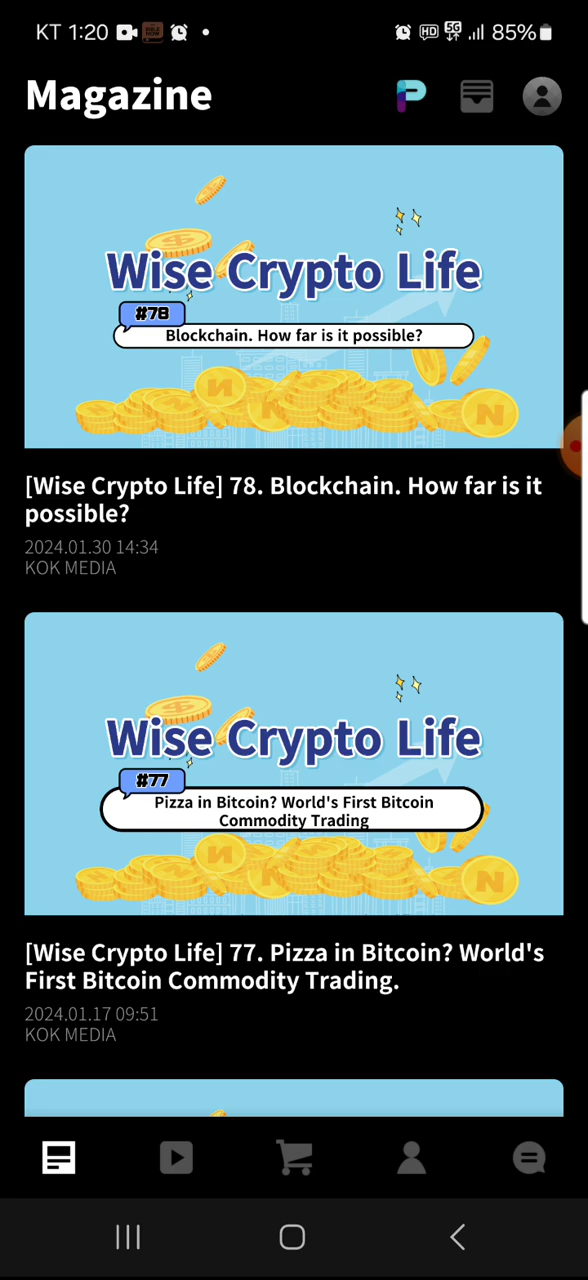 KT 1:20
HD 5G 85%
Magazine
Wise Crypto Life
#78
Blockchain. How far is it possible?
[Wise Crypto Life] 78. Blockchain. How far is it
possible?
2024.01.30 14:34
KOK MEDIA
Wise Crypto Life
#77
Pizza in Bitcoin? World's First Bitcoin
Commodity Trading
[Wise Crypto Life] 77. Pizza in Bitcoin? World's
First Bitcoin Commodity Trading.
2024.01.17 09:51
KOK MEDIA